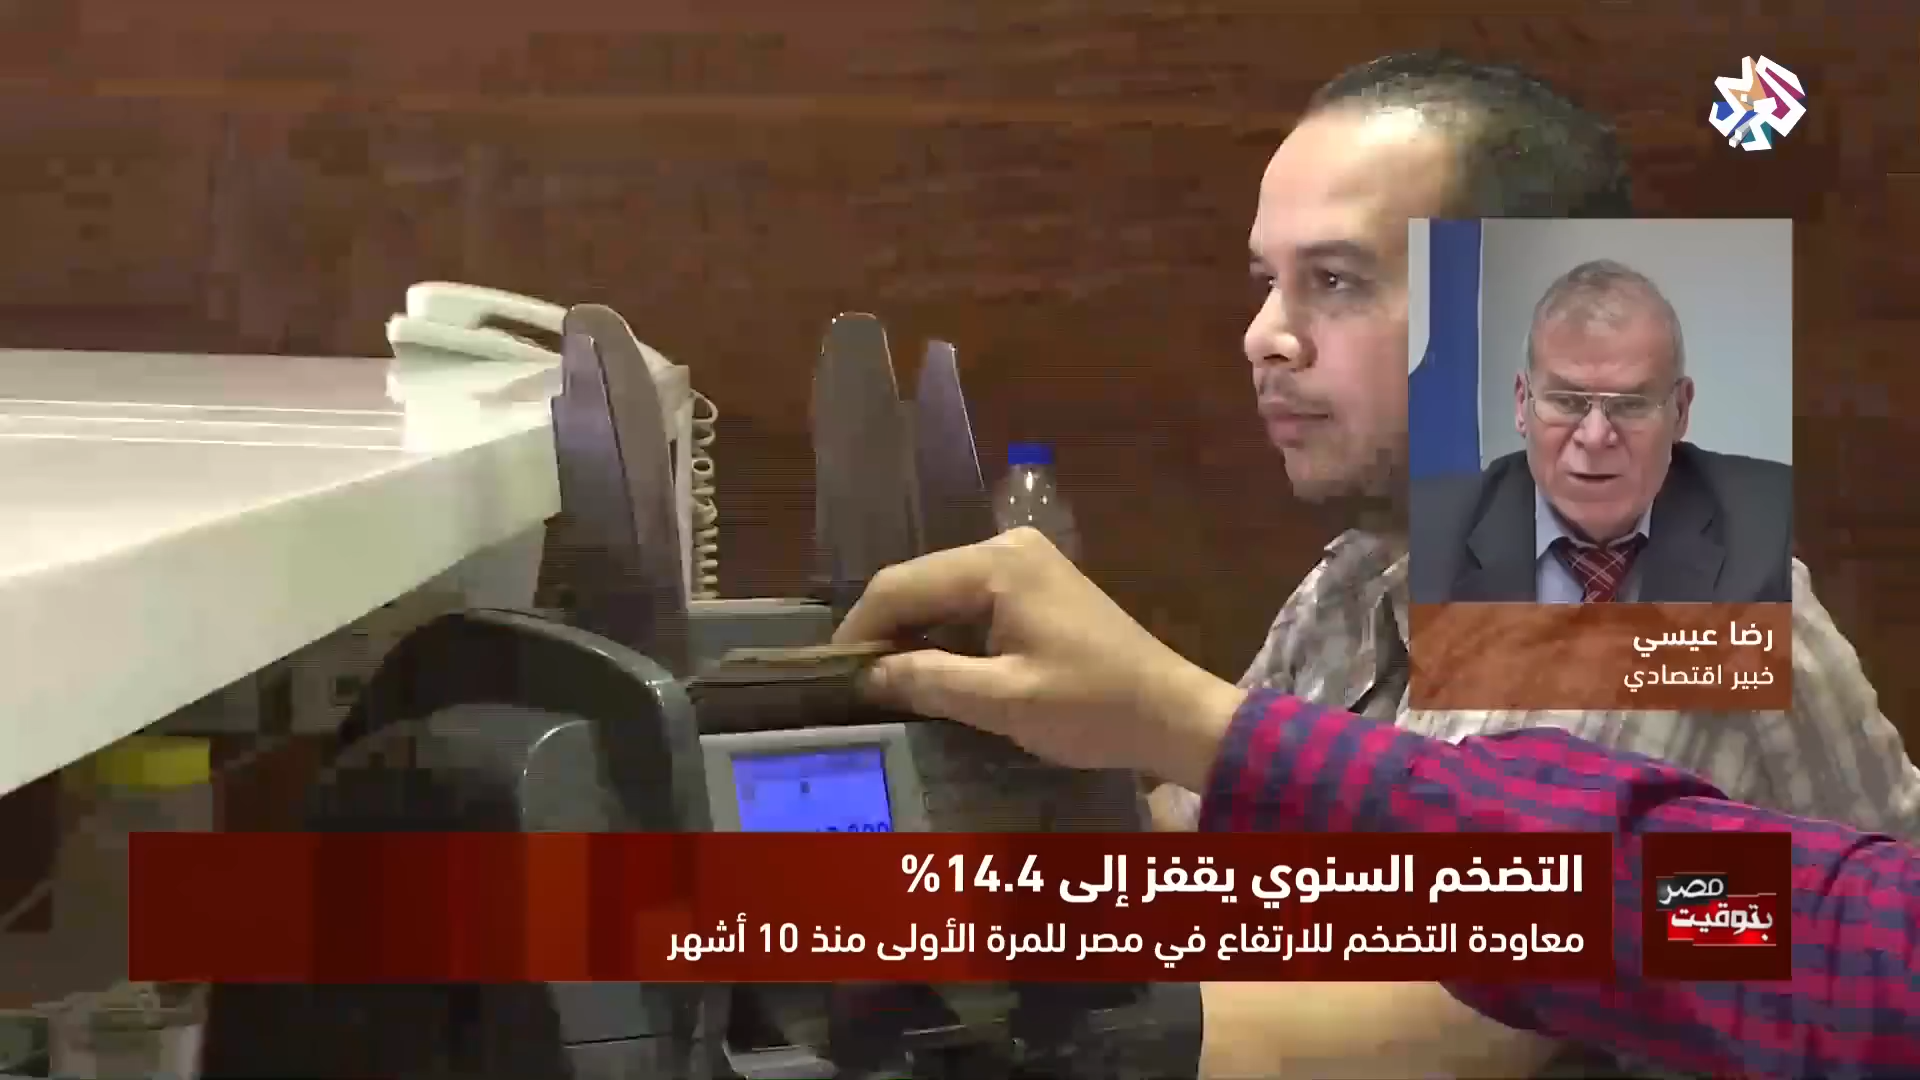 رضا عيسي
خبير اقتصادي
التضخم السنوي يقفز إلى 14.4%
معاودة التضخم للارتفاع في مصر للمرة الأولى منذ 10 أشهر
مصر
بتوقيت